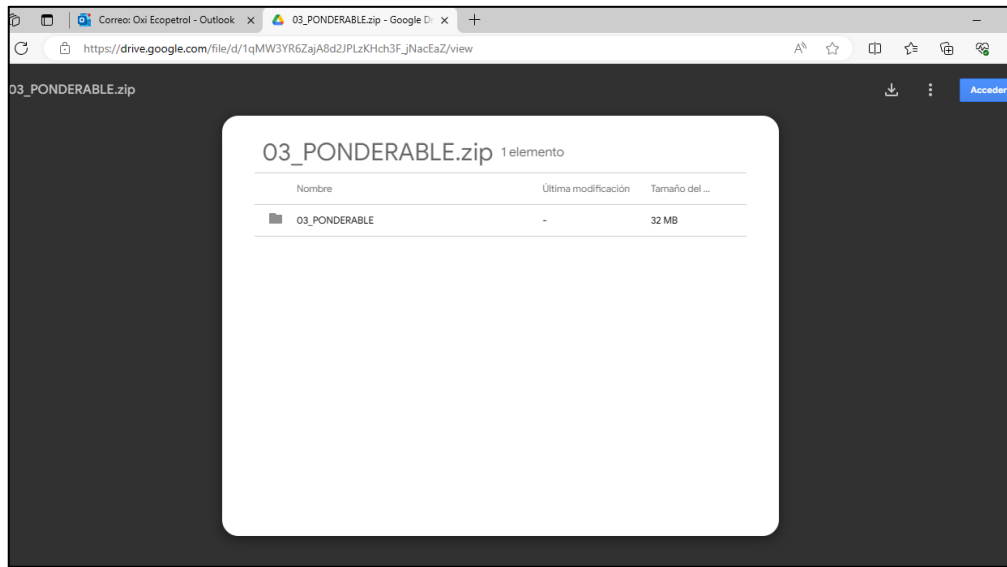 Correo: Oxi Ecopetrol - Outlook
03_PONDERABLE.zip - Google Dr
https://drive.google.com/file/d/1qMW3YR6ZajA8d2JPLzKHch3F_jNacEaZ/view
03_PONDERABLE.zip
Acceder
03_PONDERABLE.zip 1 elemento
Nombre Última modificación Tamaño del ...
03_PONDERABLE - 32 MB